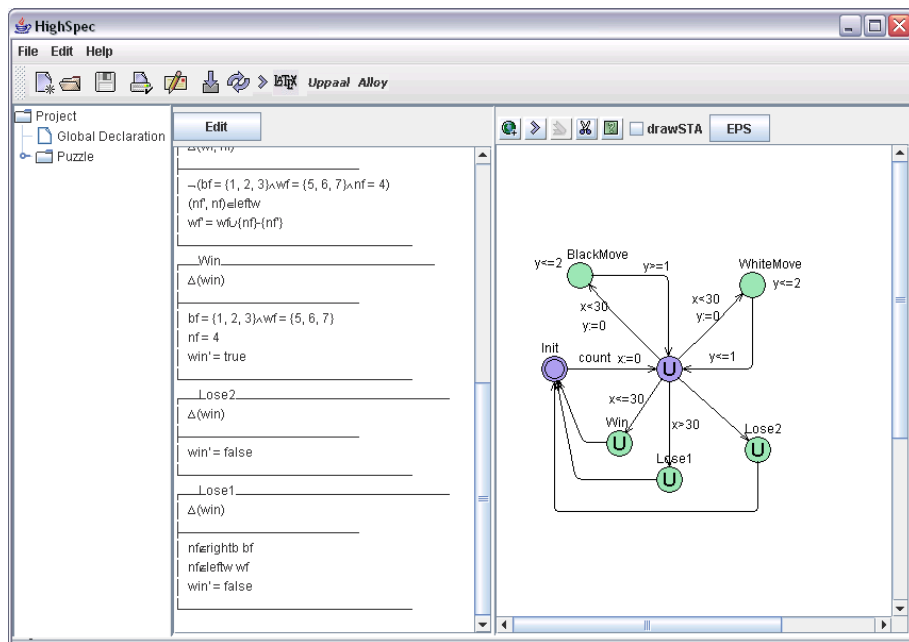 HighSpec
File Edit Help
LATEX Uppaal Alloy
Project
Global Declaration
Puzzle
Edit
Δ(wf, nf)
¬(bf = {1, 2, 3}∧wf = {5, 6, 7}∧nf = 4)
(nf', nf)∈leftw
wf' = wf∪{nf}-{nf'}
Win
Δ(win)
bf = {1, 2, 3}∧wf = {5, 6, 7}
nf = 4
win' = true
Lose2
Δ(win)
win' = false
Lose1
Δ(win)
nf∉rightb bf
nf∉leftw wf
win' = false
drawSTA EPS
BlackMove
y<=2
y>=1
WhiteMove
y<=2
x<30
y:=0
x<30
y:=0
Init
count x:=0
y<=1
U
x<=30
Win
x>30
Lose2
U
U
Lose1
U